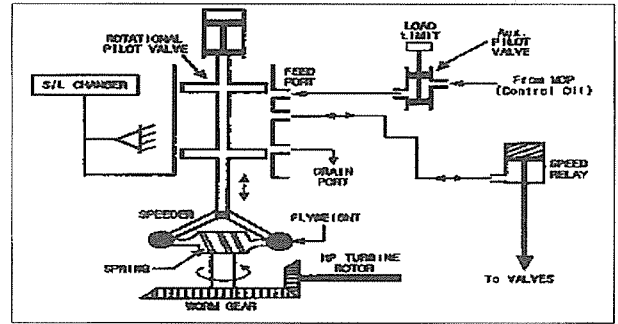 ROTATIONAL
PILOT VALVE
LOAD
LIMIT
Aux.
PILOT
VALVE
S/L CHANGER
FEED
PORT
From MOP
(Control Oil)
DRAIN
PORT
SPEED
RELAY
SPEEDER
FLYWEIGHT
SPRING
HP TURBINE
ROTOR
To VALVES
WORM GEAR